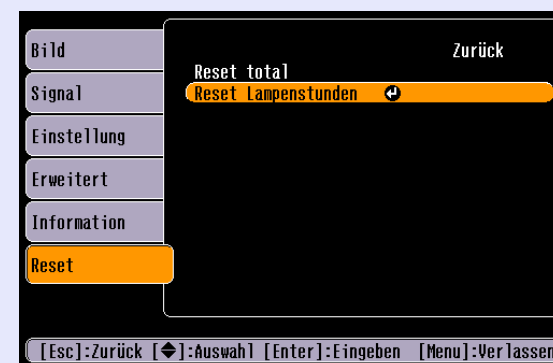 Bild
Signal
Einstellung
Erweitert
Information
Reset
Zurück
Reset total
Reset Lampenstunden
[Esc]:Zurück [◆]:Auswahl [Enter]:Eingeben [Menu]:Verlassen